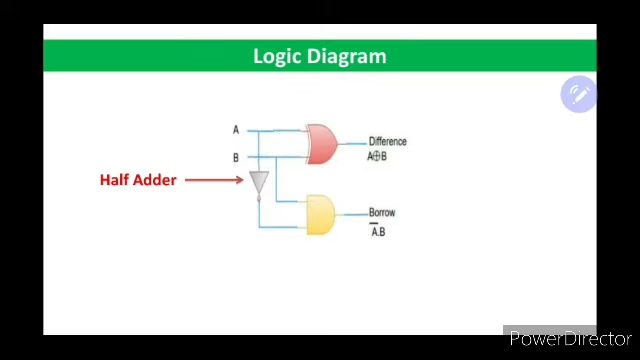 Logic Diagram
A
Difference
B
A⊕B
Half Adder
Borrow
A̅.B
PowerDirector